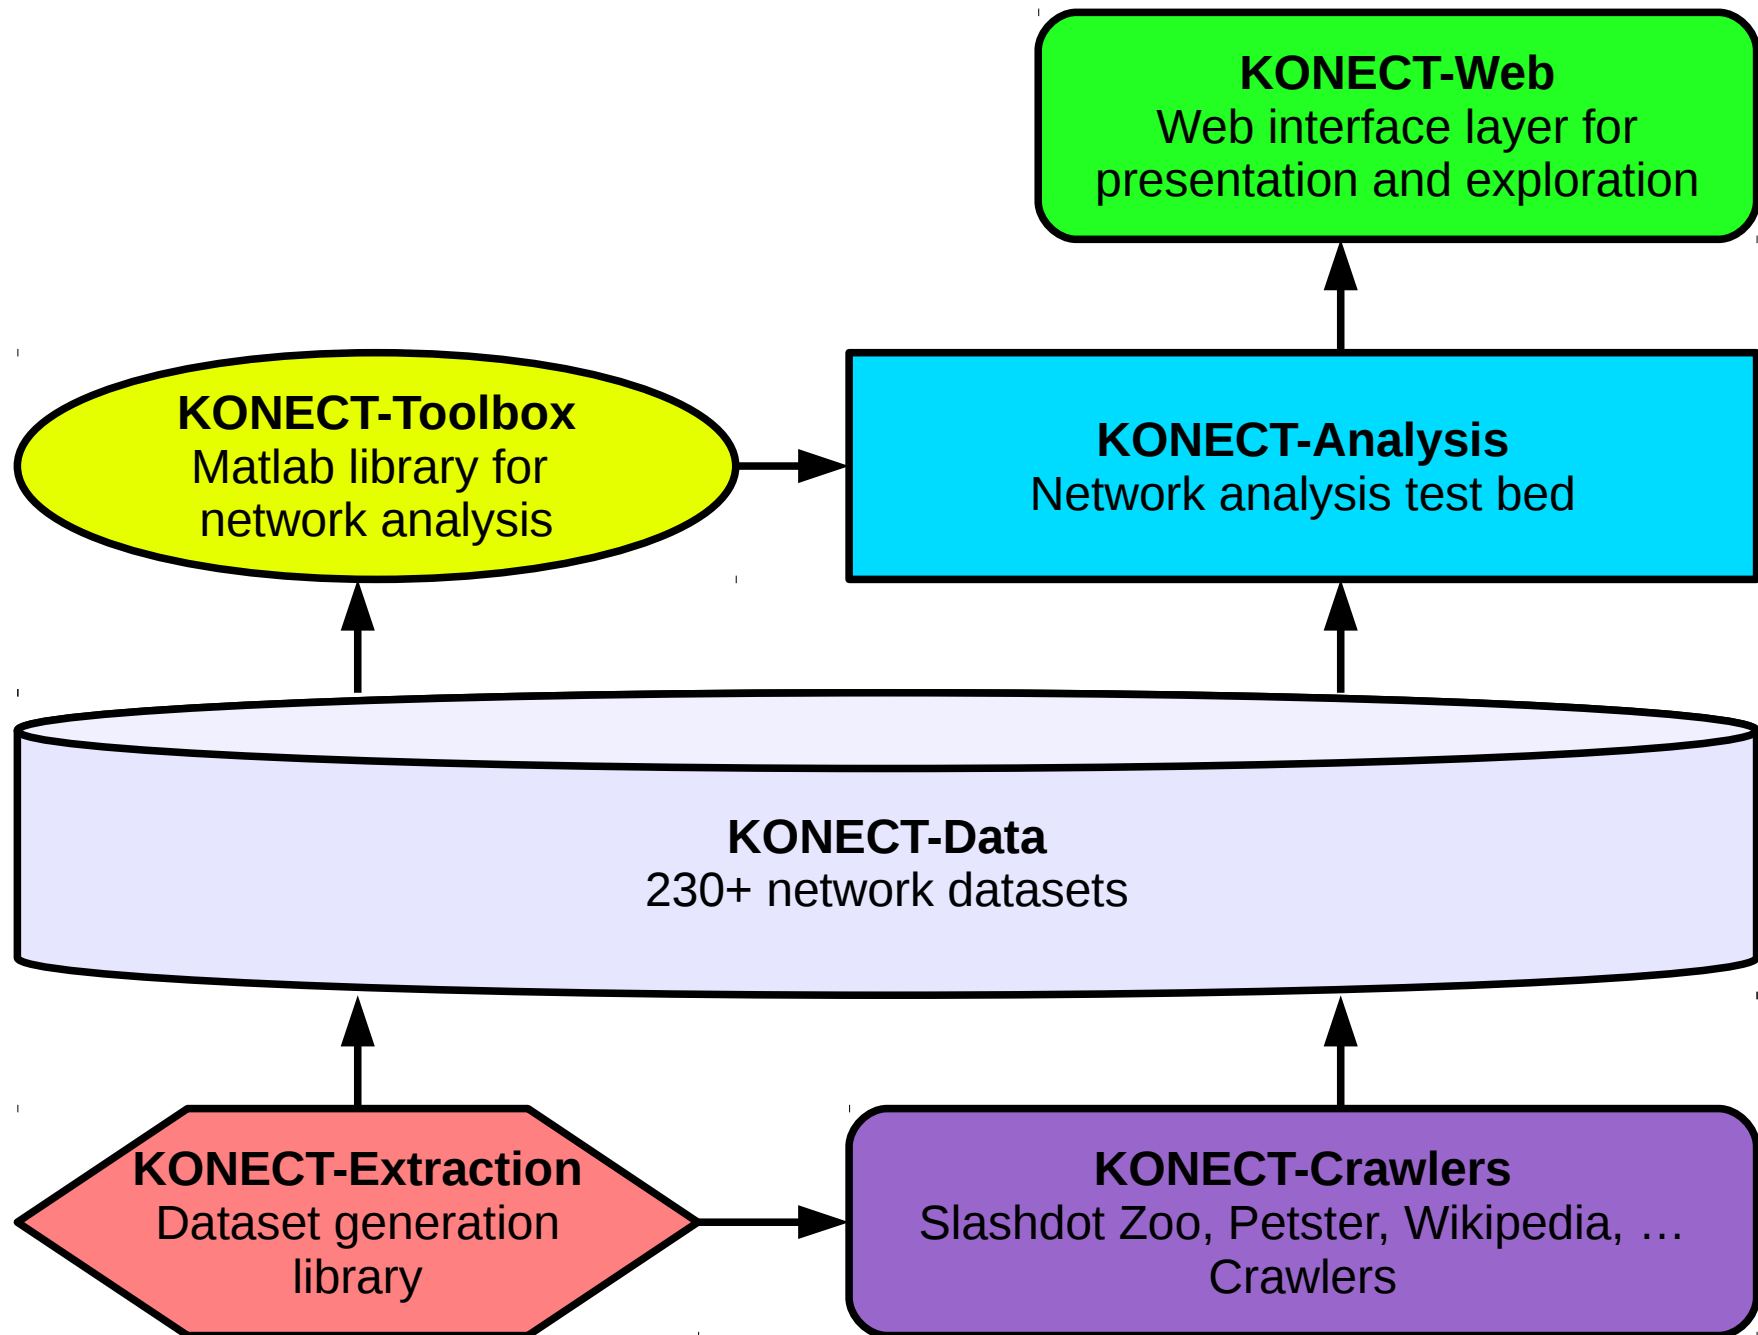 KONECT-Web
Web interface layer for
presentation and exploration
KONECT-Toolbox
Matlab library for
network analysis
KONECT-Analysis
Network analysis test bed
KONECT-Data
230+ network datasets
KONECT-Extraction
Dataset generation
library
KONECT-Crawlers
Slashdot Zoo, Petster, Wikipedia, …
Crawlers